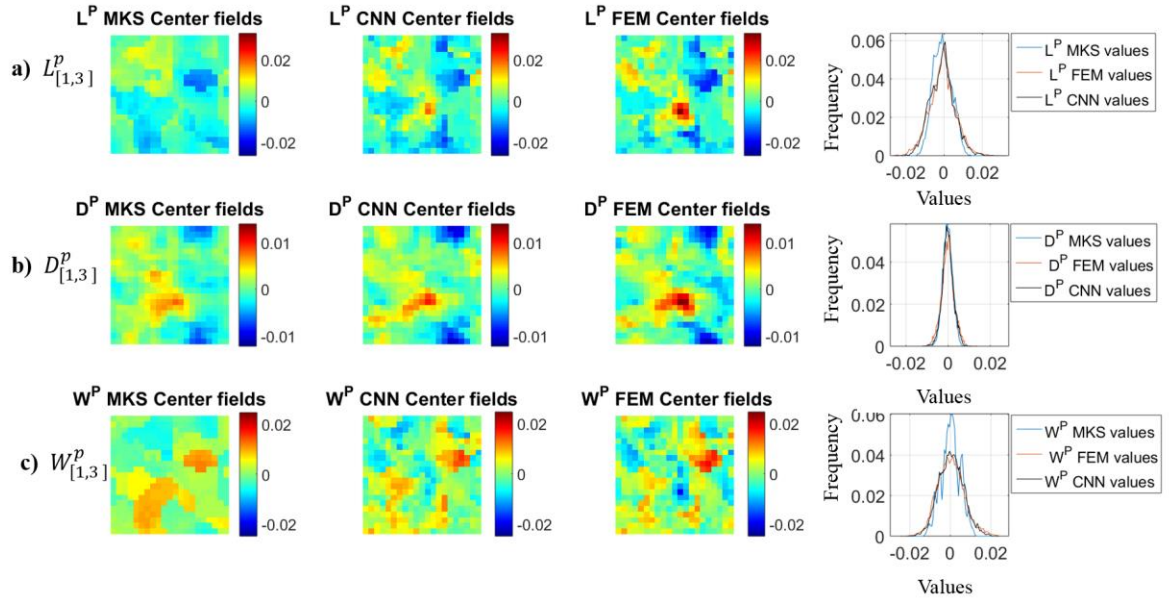 L^P MKS Center fields
L^P CNN Center fields
L^P FEM Center fields
a) L^p_[1,3]
0.02
0
-0.02
0.02
0
-0.02
0.02
0
-0.02
Frequency
0.06
0.04
0.02
0
-0.02
0
0.02
Values
L^P MKS values
L^P FEM values
L^P CNN values
D^P MKS Center fields
D^P CNN Center fields
D^P FEM Center fields
b) D^p_[1,3]
0.01
0
-0.01
0.01
0
-0.01
0.01
0
-0.01
Frequency
0.04
0.02
0
-0.02
0
0.02
Values
D^P MKS values
D^P FEM values
D^P CNN values
W^P MKS Center fields
W^P CNN Center fields
W^P FEM Center fields
c) W^p_[1,3]
0.02
0
-0.02
0.02
0
-0.02
0.02
0
-0.02
Frequency
0.06
0.04
0.02
0
-0.02
0
0.02
Values
W^P MKS values
W^P FEM values
W^P CNN values